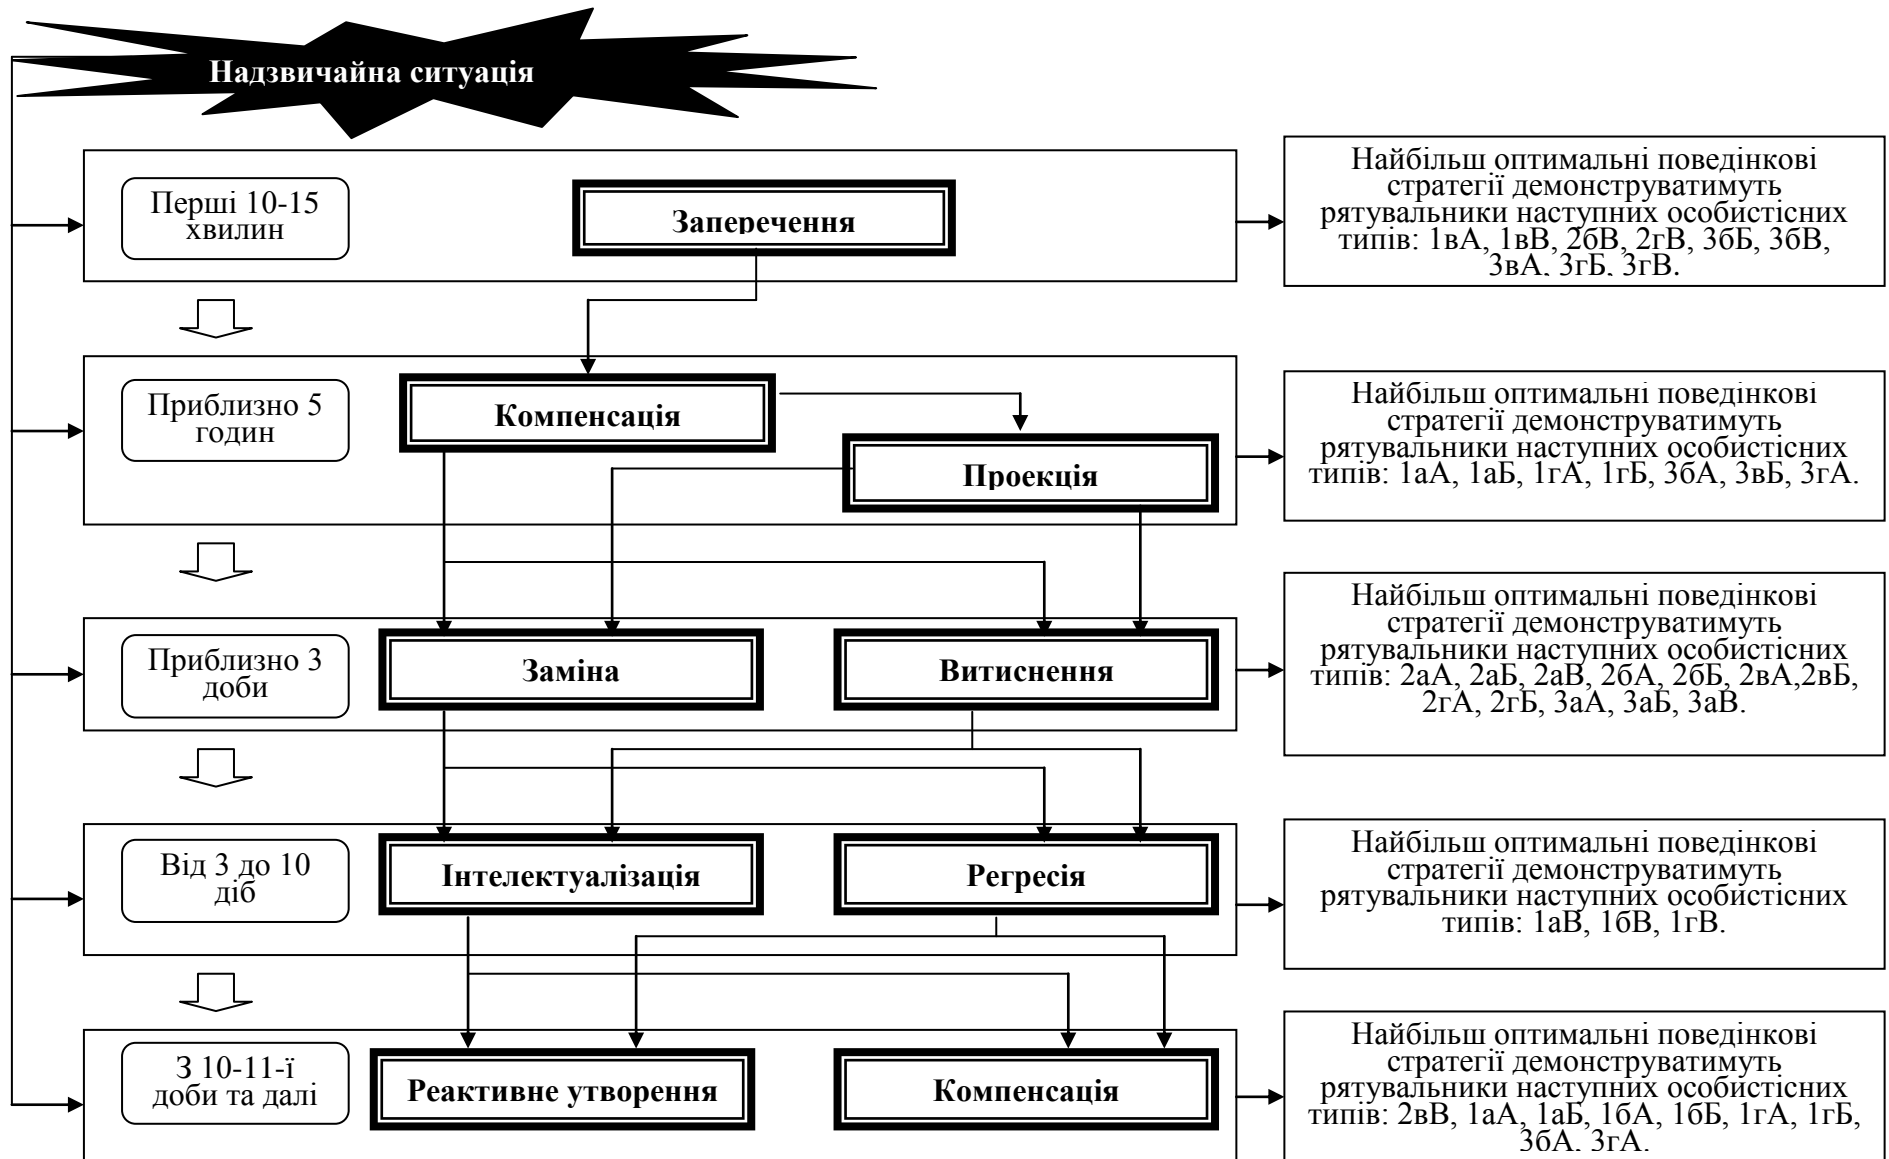 Надзвичайна ситуація
Перші 10-15
хвилин
Заперечення
Найбільш оптимальні поведінкові
стратегії демонструватимуть
рятувальники наступних особистісних
типів: 1вА, 1вВ, 2бВ, 2гВ, 3бБ, 3бВ,
3вА, 3гБ, 3гВ.
Приблизно 5
годин
Компенсація
Проекція
Найбільш оптимальні поведінкові
стратегії демонструватимуть
рятувальники наступних особистісних
типів: 1аА, 1аБ, 1гА, 1гБ, 3бА, 3вБ, 3гА.
Приблизно 3
доби
Заміна
Витиснення
Найбільш оптимальні поведінкові
стратегії демонструватимуть
рятувальники наступних особистісних
типів: 2аА, 2аБ, 2аВ, 2бА, 2бБ, 2вА,2вБ,
2гА, 2гБ, 3аА, 3аБ, 3аВ.
Від 3 до 10
діб
Інтелектуалізація
Регресія
Найбільш оптимальні поведінкові
стратегії демонструватимуть
рятувальники наступних особистісних
типів: 1аВ, 1бВ, 1гВ.
З 10-11-ї
доби та далі
Реактивне утворення
Компенсація
Найбільш оптимальні поведінкові
стратегії демонструватимуть
рятувальники наступних особистісних
типів: 2вВ, 1аА, 1аБ, 1бА, 1бБ, 1гА, 1гБ,
3бА, 3гА.